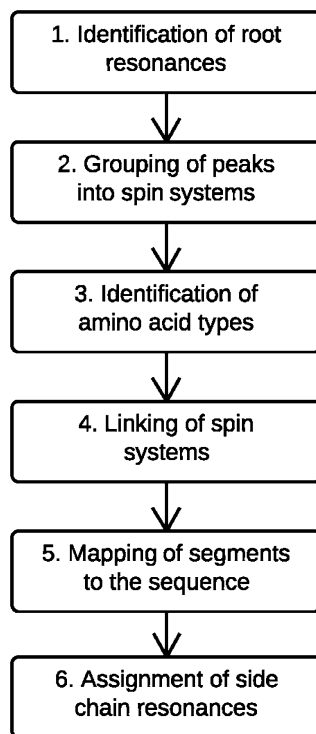 1. Identification of root
resonances
2. Grouping of peaks
into spin systems
3. Identification of
amino acid types
4. Linking of spin
systems
5. Mapping of segments
to the sequence
6. Assignment of side
chain resonances